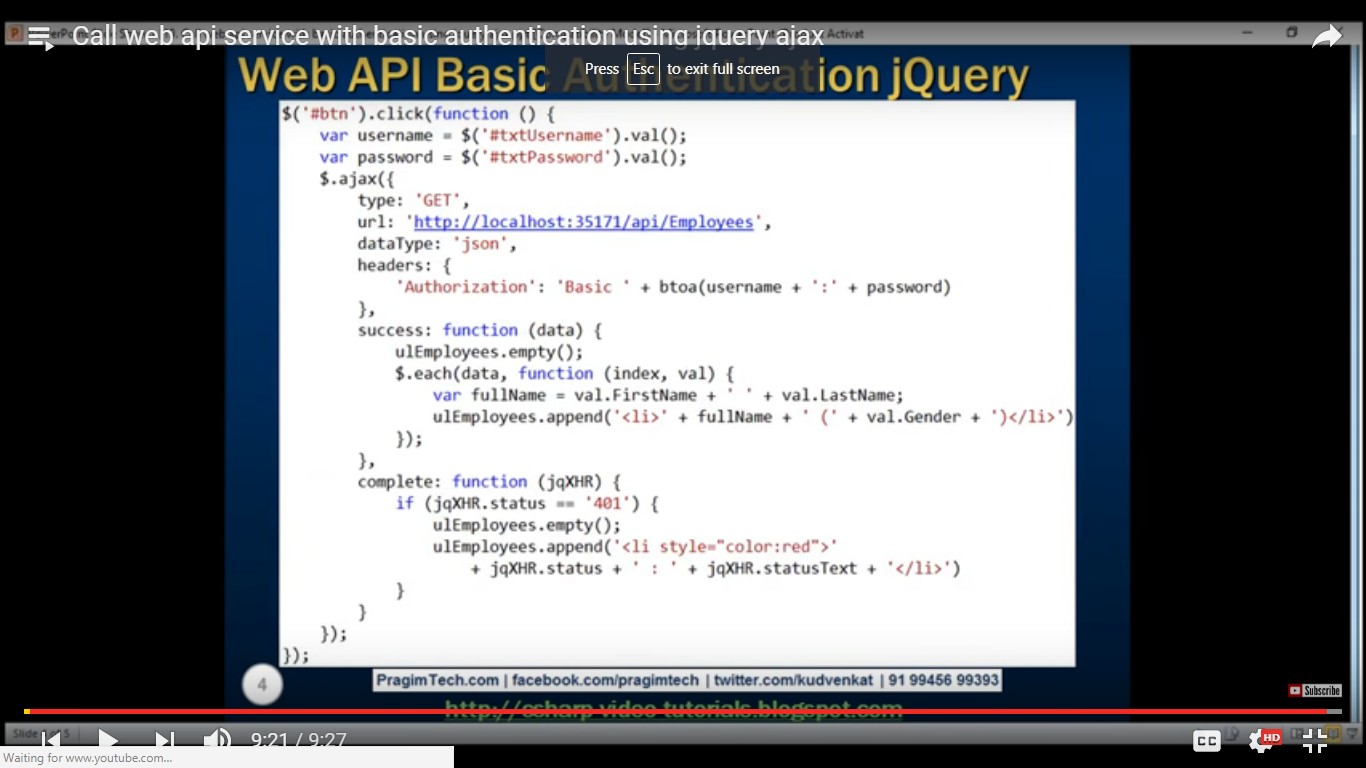 Call web api service with basic authentication using jquery ajax
Activat
Press Esc to exit full screen
Web API Basic Authentication jQuery
$('#btn').click(function () {
var username = $('#txtUsername').val();
var password = $('#txtPassword').val();
$.ajax({
type: 'GET',
url: 'http://localhost:35171/api/Employees',
dataType: 'json',
headers: {
'Authorization': 'Basic ' + btoa(username + ':' + password)
},
success: function (data) {
ulEmployees.empty();
$.each(data, function (index, val) {
var fullName = val.FirstName + ' ' + val.LastName;
ulEmployees.append('<li>' + fullName + ' (' + val.Gender + ')</li>')
});
},
complete: function (jqXHR) {
if (jqXHR.status == '401') {
ulEmployees.empty();
ulEmployees.append('<li style="color:red">'
+ jqXHR.status + ' : ' + jqXHR.statusText + '</li>')
}
}
});
});
4
PragimTech.com | facebook.com/pragimtech | twitter.com/kudvenkat | 91 99456 99393
Subscribe
http://csharp-video-tutorials.blogspot.com
Slide
5
9:21 / 9:27
CC
HD
Waiting for www.youtube.com...